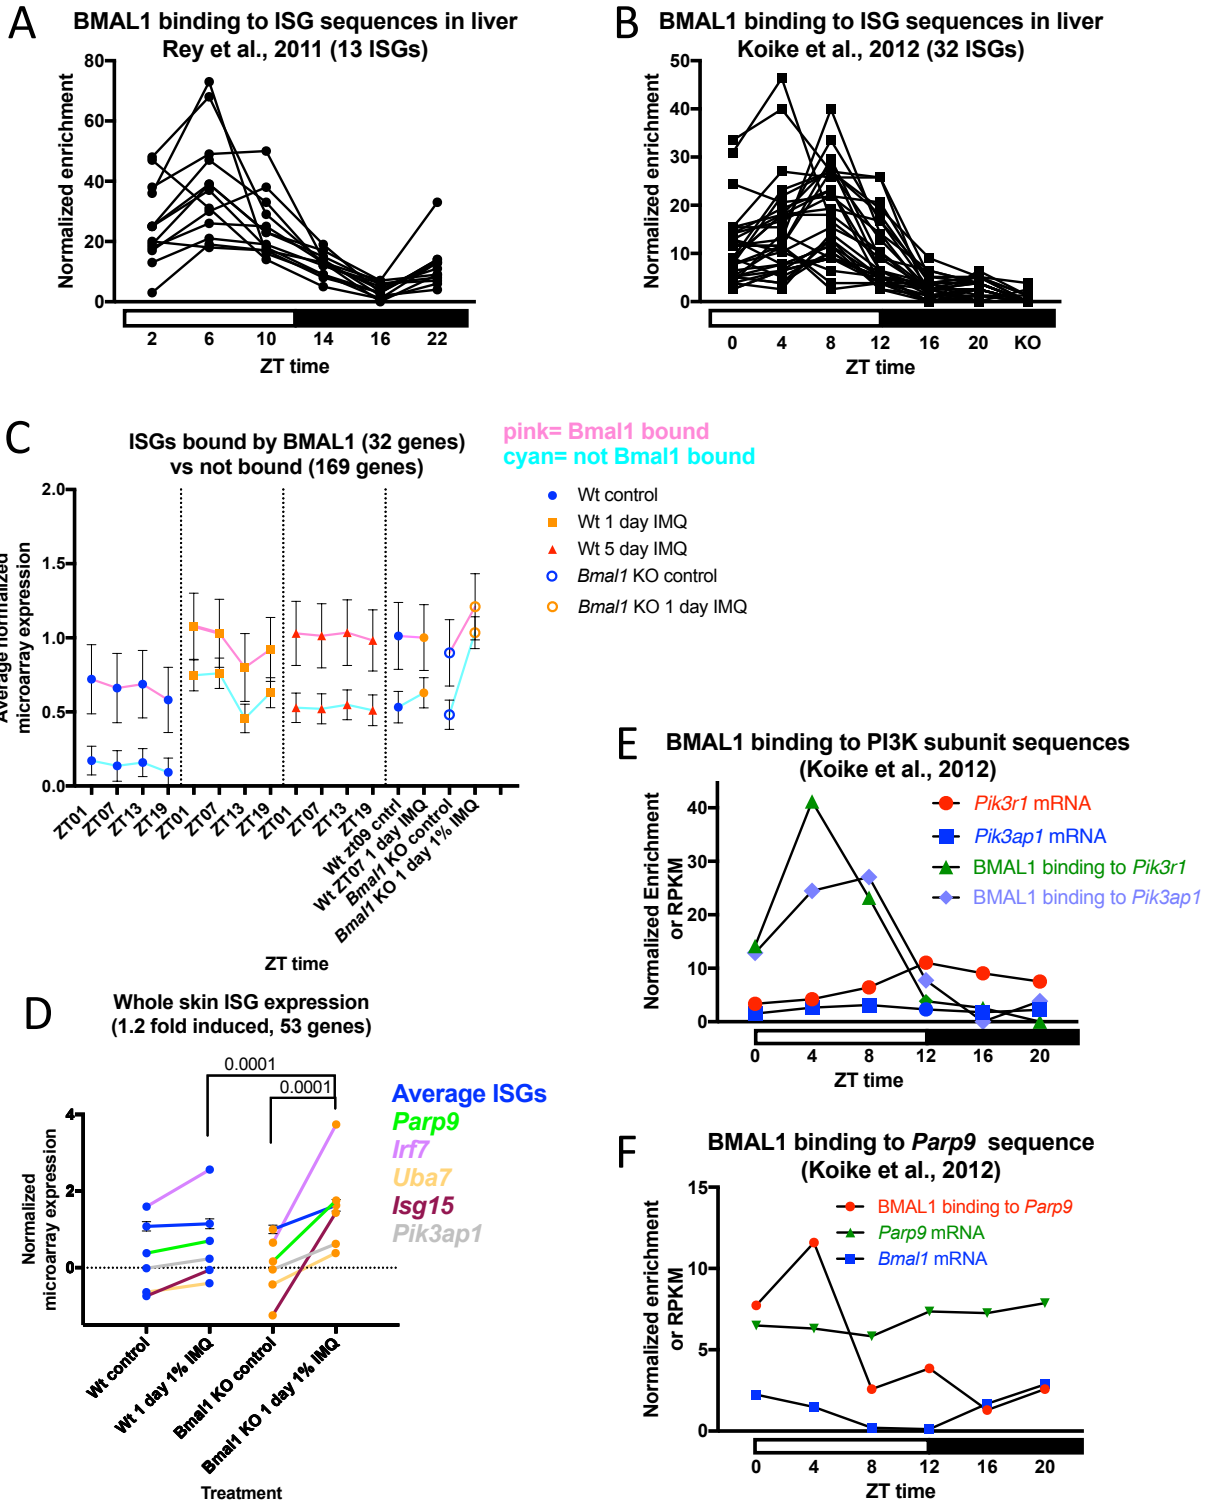 A
BMAL1 binding to ISG sequences in liver
Rey et al., 2011 (13 ISGs)
Normalized enrichment
80
60
40
20
0
2 6 10 14 16 22
ZT time
B
BMAL1 binding to ISG sequences in liver
Koike et al., 2012 (32 ISGs)
Normalized enrichment
50
40
30
20
10
0
0 4 8 12 16 20 KO
ZT time
C
ISGs bound by BMAL1 (32 genes)
vs not bound (169 genes)
pink= Bmal1 bound
cyan= not Bmal1 bound
Wt control
Wt 1 day IMQ
Wt 5 day IMQ
Bmal1 KO control
Bmal1 KO 1 day IMQ
Average normalized
microarray expression
2.0
1.5
1.0
0.5
0.0
ZT01
ZT07
ZT13
ZT19
ZT01
ZT07
ZT13
ZT19
ZT01
ZT07
ZT13
ZT19
Wt zt09 cntrl
Wt ZT07 1 day IMQ
Bmal1 KO control
Bmal1 KO 1 day 1% IMQ
ZT time
D
Whole skin ISG expression
(1.2 fold induced, 53 genes)
0.0001
0.0001
Average ISGs
Parp9
Irf7
Uba7
Isg15
Pik3ap1
Normalized
microarray expression
4
2
0
Wt control
Wt 1 day 1% IMQ
Bmal1 KO control
Bmal1 KO 1 day 1% IMQ
Treatment
E
BMAL1 binding to PI3K subunit sequences
(Koike et al., 2012)
Pik3r1 mRNA
Pik3ap1 mRNA
BMAL1 binding to Pik3r1
BMAL1 binding to Pik3ap1
Normalized Enrichment
or RPKM
40
30
20
10
0
0 4 8 12 16 20
ZT time
F
BMAL1 binding to Parp9 sequence
(Koike et al., 2012)
BMAL1 binding to Parp9
Parp9 mRNA
Bmal1 mRNA
Normalized enrichment
or RPKM
15
10
5
0
0 4 8 12 16 20
ZT time